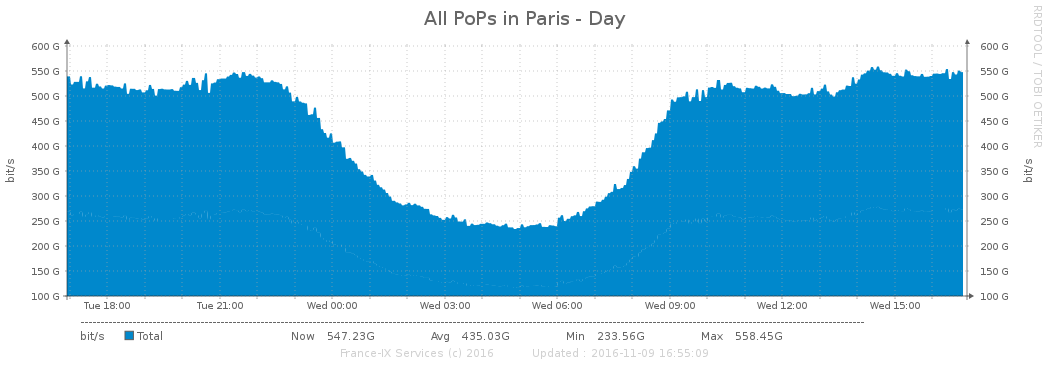 All PoPs in Paris - Day
RRDTOOL / TOBI OETIKER
600 G 600 G
550 G 550 G
500 G 500 G
450 G 450 G
400 G 400 G
350 G 350 G
300 G 300 G
250 G 250 G
200 G 200 G
150 G 150 G
100 G 100 G
bit/s bit/s
Tue 18:00 Tue 21:00 Wed 00:00 Wed 03:00 Wed 06:00 Wed 09:00 Wed 12:00 Wed 15:00
bit/s Total Now 547.23G Avg 435.03G Min 233.56G Max 558.45G
France-IX Services (c) 2016 Updated : 2016-11-09 16:55:09